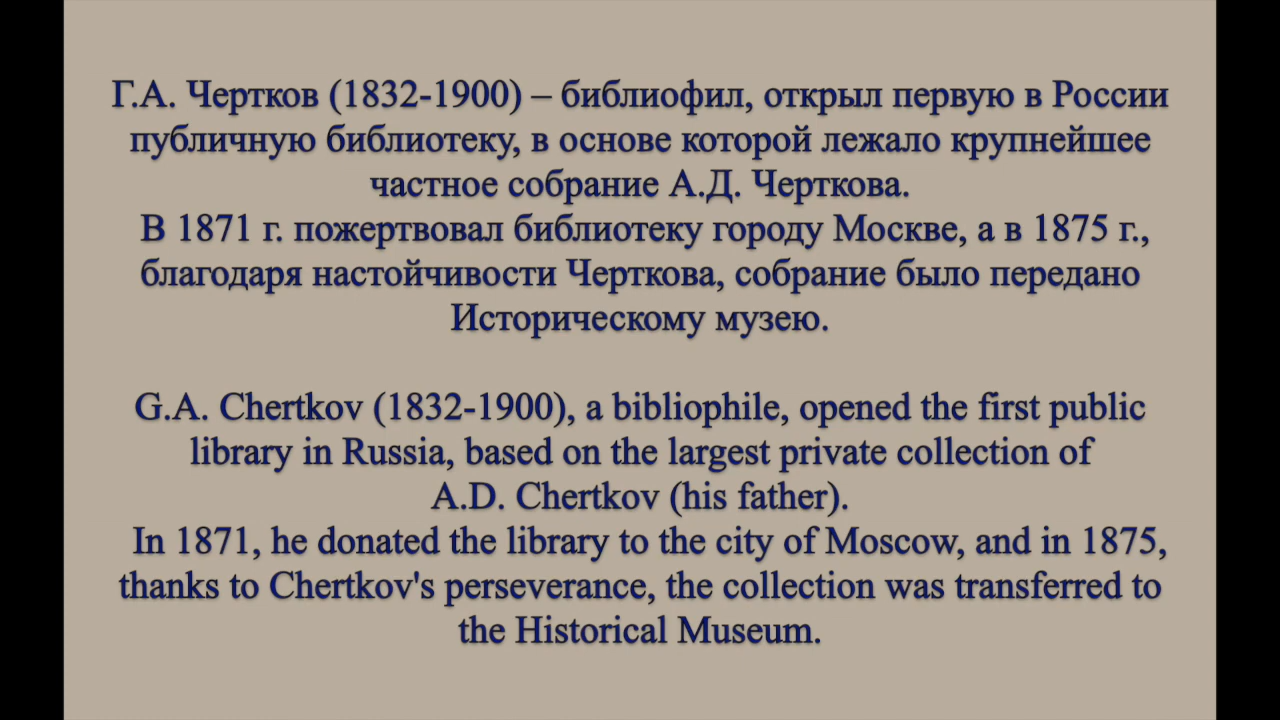 Г.А. Чертков (1832-1900) – библиофил, открыл первую в России
публичную библиотеку, в основе которой лежало крупнейшее
частное собрание А.Д. Черткова.
В 1871 г. пожертвовал библиотеку городу Москве, а в 1875 г.,
благодаря настойчивости Черткова, собрание было передано
Историческому музею.
G.A. Chertkov (1832-1900), a bibliophile, opened the first public
library in Russia, based on the largest private collection of
A.D. Chertkov (his father).
In 1871, he donated the library to the city of Moscow, and in 1875,
thanks to Chertkov's perseverance, the collection was transferred to
the Historical Museum.